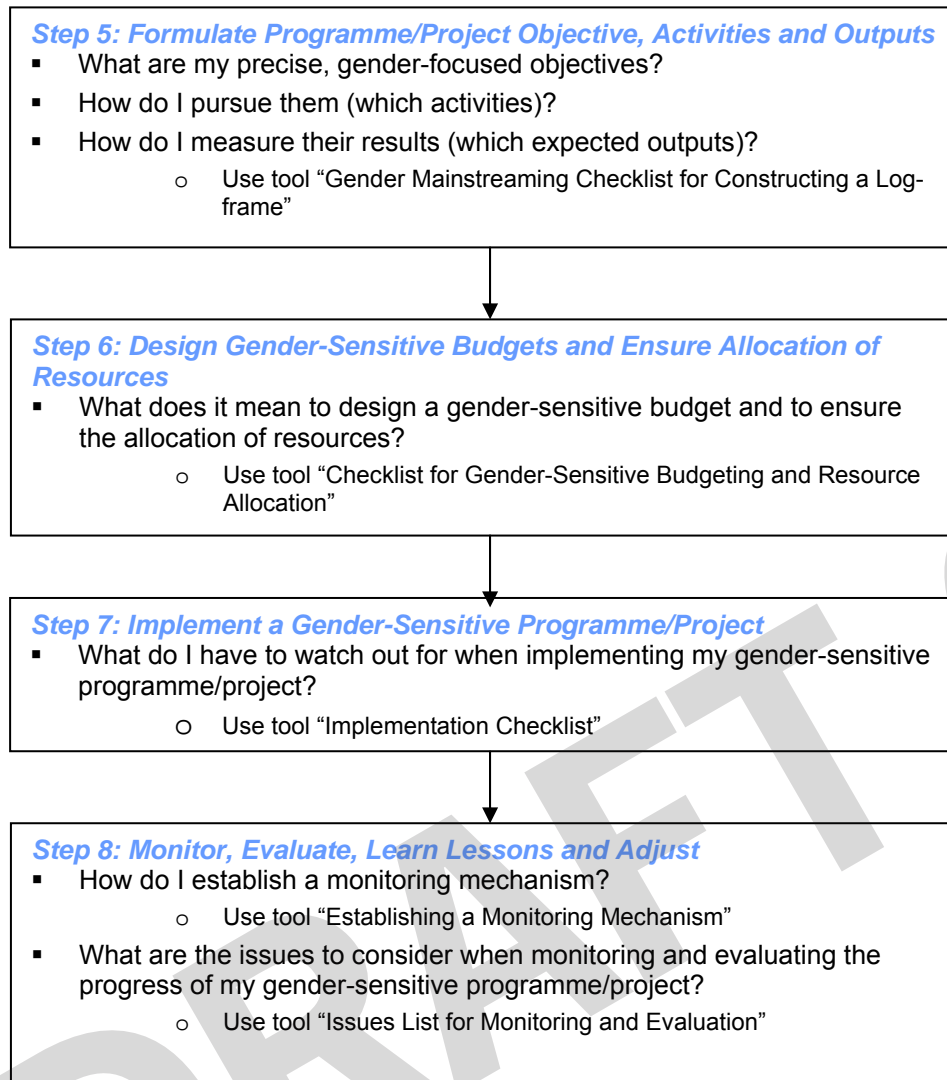 Step 5: Formulate Programme/Project Objective, Activities and Outputs
▪ What are my precise, gender-focused objectives?
▪ How do I pursue them (which activities)?
▪ How do I measure their results (which expected outputs)?
o Use tool “Gender Mainstreaming Checklist for Constructing a Log-
frame”
Step 6: Design Gender-Sensitive Budgets and Ensure Allocation of
Resources
▪ What does it mean to design a gender-sensitive budget and to ensure
the allocation of resources?
o Use tool “Checklist for Gender-Sensitive Budgeting and Resource
Allocation”
Step 7: Implement a Gender-Sensitive Programme/Project
▪ What do I have to watch out for when implementing my gender-sensitive
programme/project?
o Use tool “Implementation Checklist”
Step 8: Monitor, Evaluate, Learn Lessons and Adjust
▪ How do I establish a monitoring mechanism?
o Use tool “Establishing a Monitoring Mechanism”
▪ What are the issues to consider when monitoring and evaluating the
progress of my gender-sensitive programme/project?
o Use tool “Issues List for Monitoring and Evaluation”
DRAFT